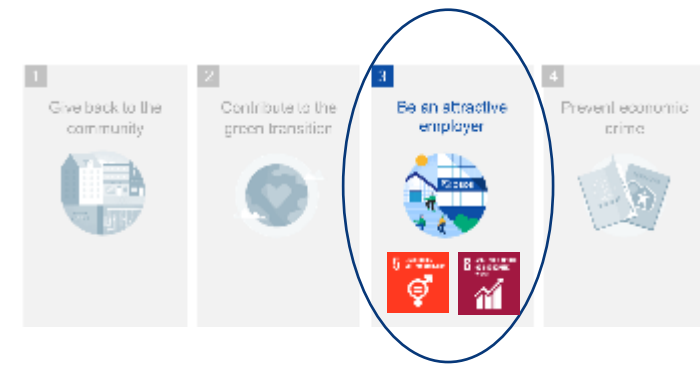 1
Give back to the
community
2
Contribute to the
green transition
3
Be an attractive
employer
4
Prevent economic
crime
5
8